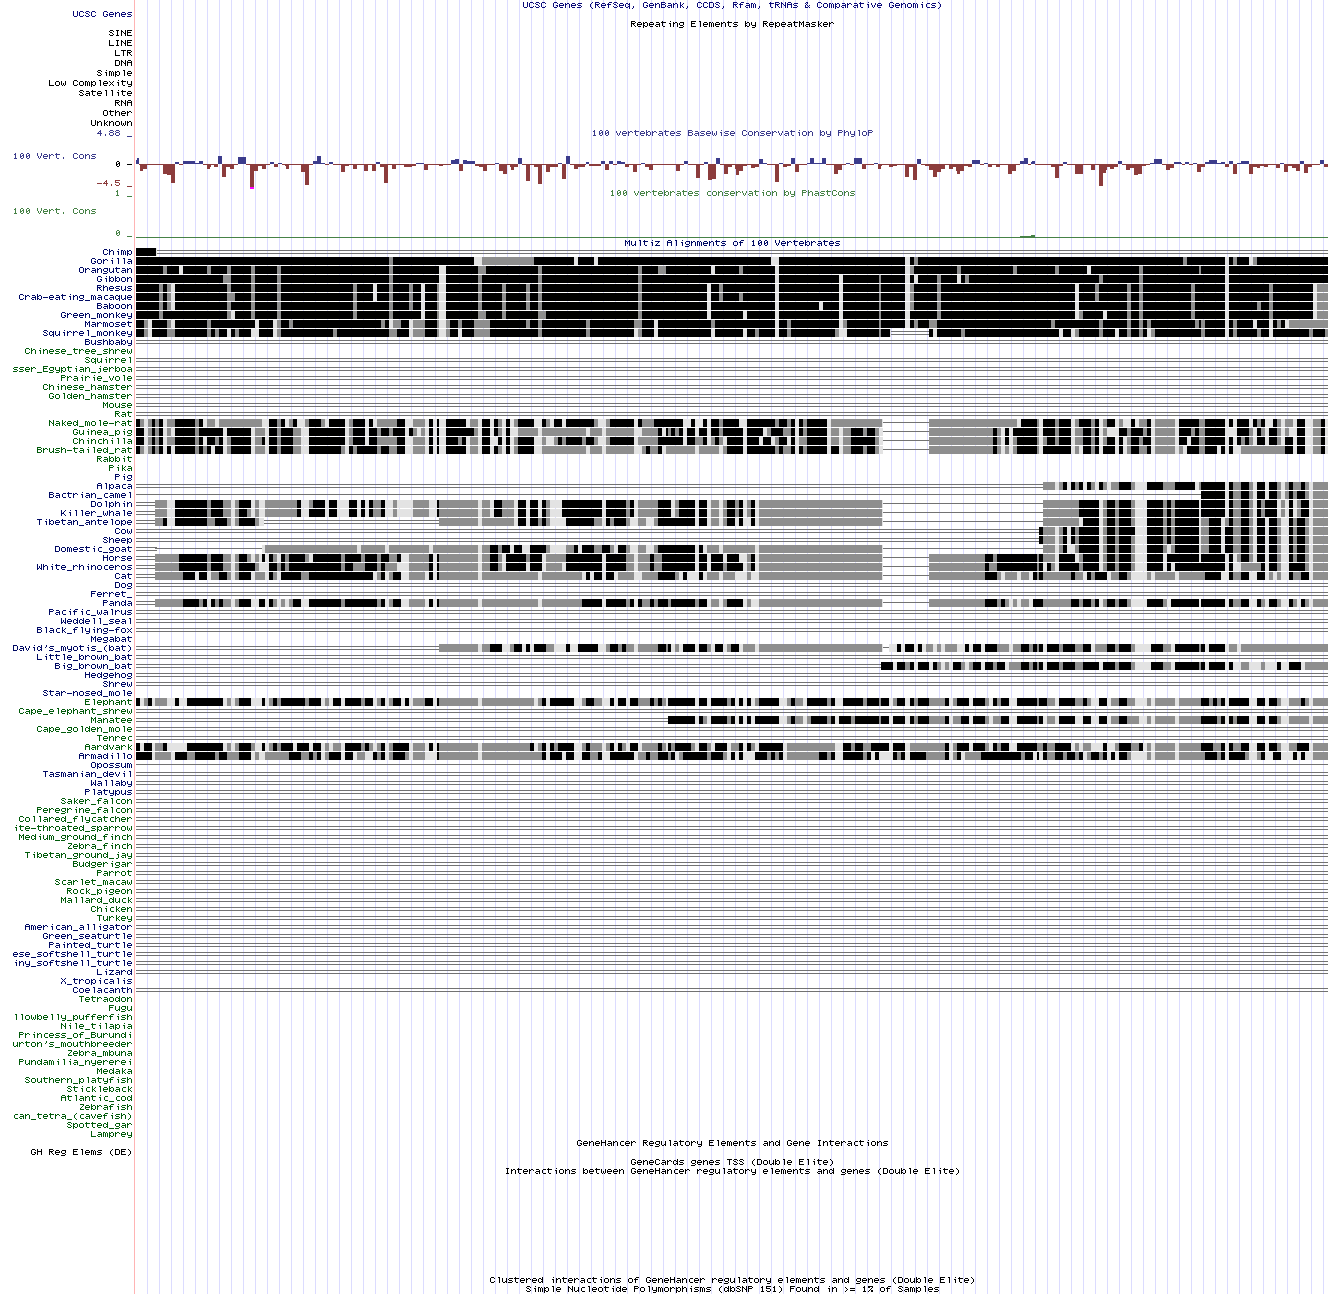 UCSC Genes (RefSeq, GenBank, CCDS, Rfam, tRNAs & Comparative Genomics)
UCSC Genes
Repeating Elements by RepeatMasker
SINE
LINE
LTR
DNA
Simple
Low Complexity
Satellite
RNA
Other
Unknown
4.88 _
100 vertebrates Basewise Conservation by PhyloP
100 Vert. Cons
0 -
-4.5 _
1 _
100 vertebrates conservation by PhastCons
100 Vert. Cons
0 _
Multiz Alignments of 100 Vertebrates
Chimp
Gorilla
Orangutan
Gibbon
Rhesus
Crab-eating_macaque
Baboon
Green_monkey
Marmoset
Squirrel_monkey
Bushbaby
Chinese_tree_shrew
Squirrel
sser_Egyptian_jerboa
Prairie_vole
Chinese_hamster
Golden_hamster
Mouse
Rat
Naked_mole-rat
Guinea_pig
Chinchilla
Brush-tailed_rat
Rabbit
Pika
Pig
Alpaca
Bactrian_camel
Dolphin
Killer_whale
Tibetan_antelope
Cow
Sheep
Domestic_goat
Horse
White_rhinoceros
Cat
Dog
Ferret_
Panda
Pacific_walrus
Weddell_seal
Black_flying-fox
Megabat
David's_myotis_(bat)
Little_brown_bat
Big_brown_bat
Hedgehog
Shrew
Star-nosed_mole
Elephant
Cape_elephant_shrew
Manatee
Cape_golden_mole
Tenrec
Aardvark
Armadillo
Opossum
Tasmanian_devil
Wallaby
Platypus
Saker_falcon
Peregrine_falcon
Collared_flycatcher
ite-throated_sparrow
Medium_ground_finch
Zebra_finch
Tibetan_ground_jay
Budgerigar
Parrot
Scarlet_macaw
Rock_pigeon
Mallard_duck
Chicken
Turkey
American_alligator
Green_seaturtle
Painted_turtle
ese_softshell_turtle
iny_softshell_turtle
Lizard
X_tropicalis
Coelacanth
Tetraodon
Fugu
llowbelly_pufferfish
Nile_tilapia
Princess_of_Burundi
urton's_mouthbreeder
Zebra_mbuna
Pundamilia_nyererei
Medaka
Southern_platyfish
Stickleback
Atlantic_cod
Zebrafish
can_tetra_(cavefish)
Spotted_gar
Lamprey
GeneHancer Regulatory Elements and Gene Interactions
GH Reg Elems (DE)
GeneCards genes TSS (Double Elite)
Interactions between GeneHancer regulatory elements and genes (Double Elite)
Clustered interactions of GeneHancer regulatory elements and genes (Double Elite)
Simple Nucleotide Polymorphisms (dbSNP 151) Found in >= 1% of Samples